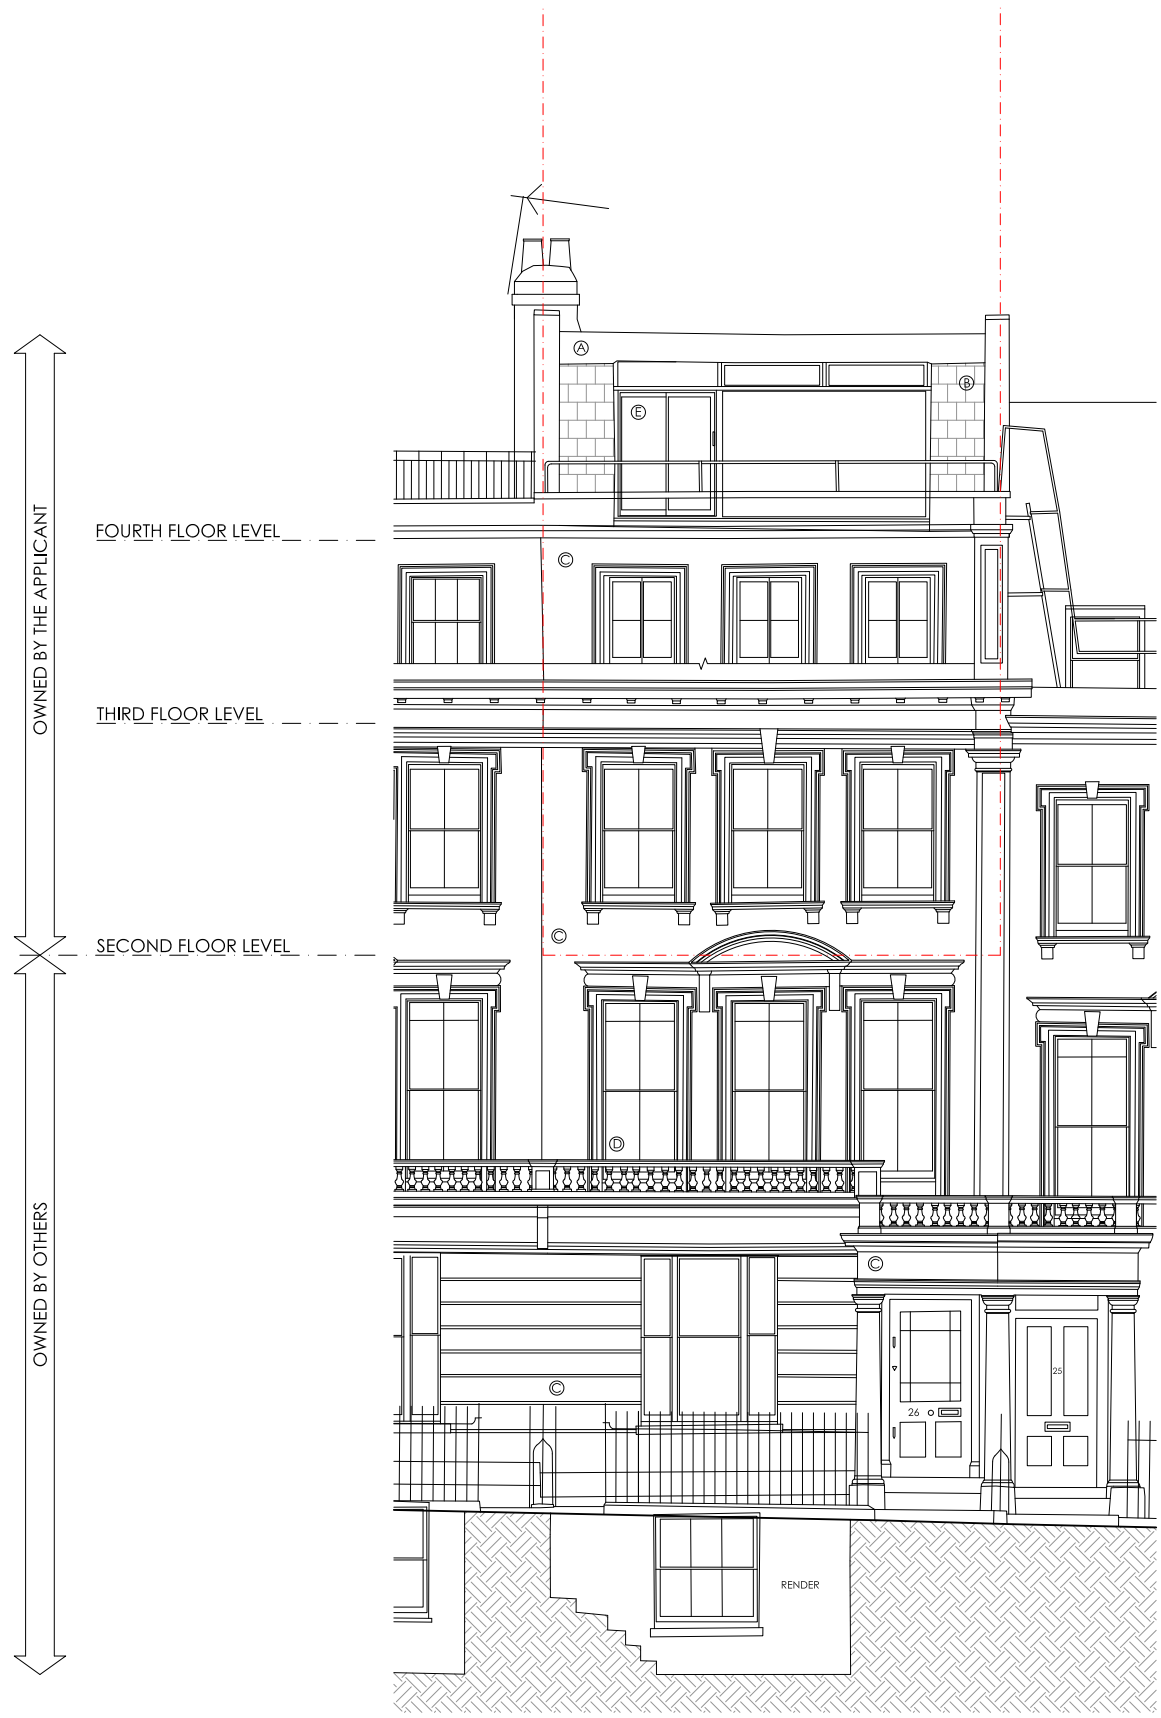 A
B
E
OWNED BY THE APPLICANT
FOURTH FLOOR LEVEL
C
THIRD FLOOR LEVEL
C
SECOND FLOOR LEVEL
D
OWNED BY OTHERS
C
25
C
26
RENDER